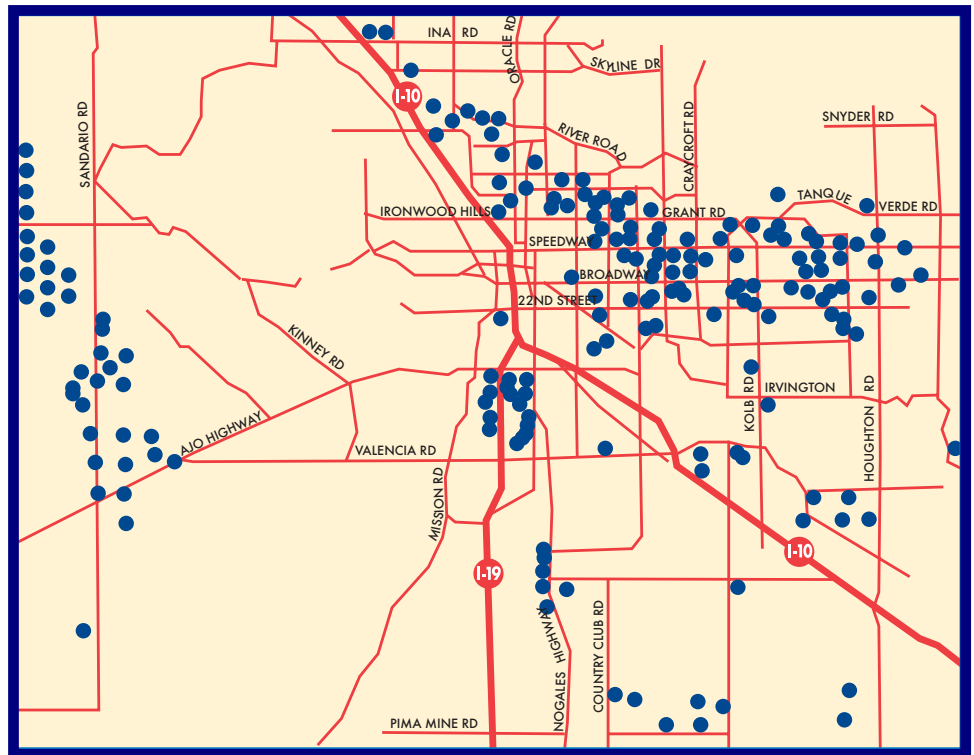 INA RD
ORACLE RD
SKYLINE DR
I-10
SANDARIO RD
CRAYCROFT RD
SNYDER RD
RIVER ROAD
TANQUE VERDE RD
IRONWOOD HILLS
GRANT RD
SPEEDWAY
BROADWAY
22ND STREET
KINNEY RD
KOLB RD
IRVINGTON
HOUGHTON RD
AJO HIGHWAY
VALENCIA RD
MISSION RD
I-10
I-19
NOGALES HIGHWAY
COUNTRY CLUB RD
PIMA MINE RD